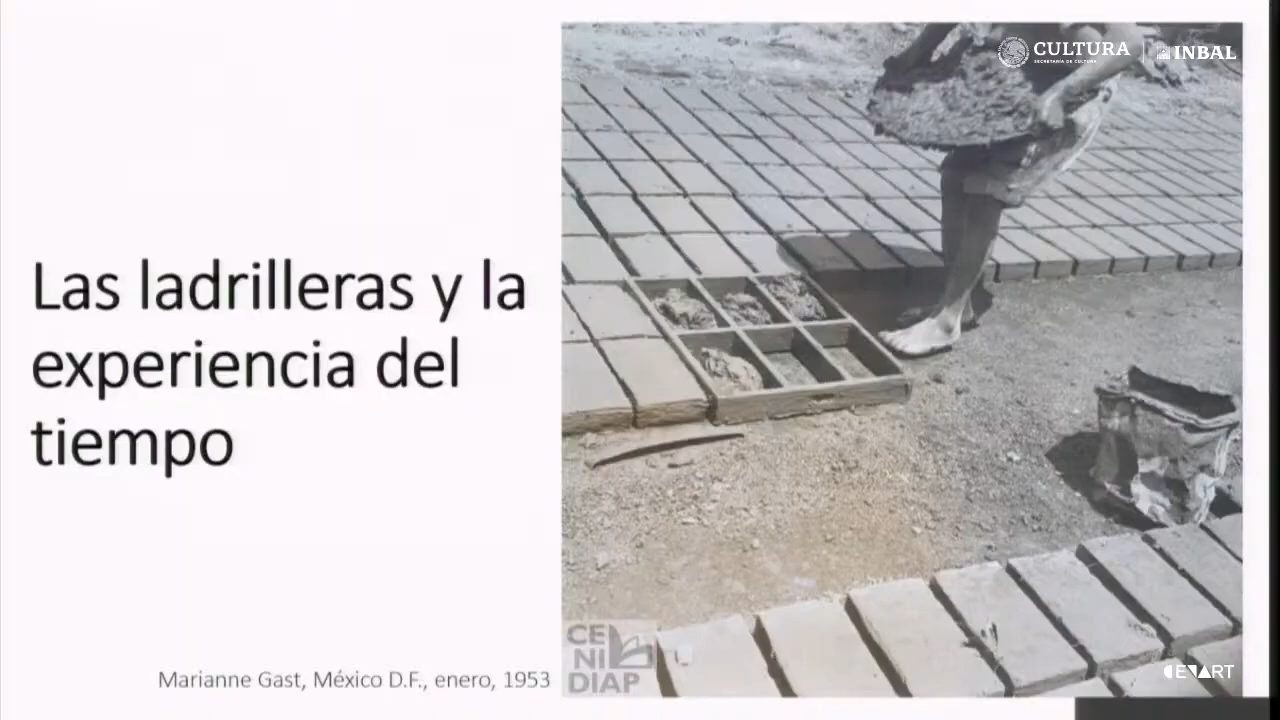 CULTURA
SECRETARÍA DE CULTURA
INBAL
Las ladrilleras y la
experiencia del
tiempo
Marianne Gast, México D.F., enero, 1953
CE
NI
DIAP
CENART